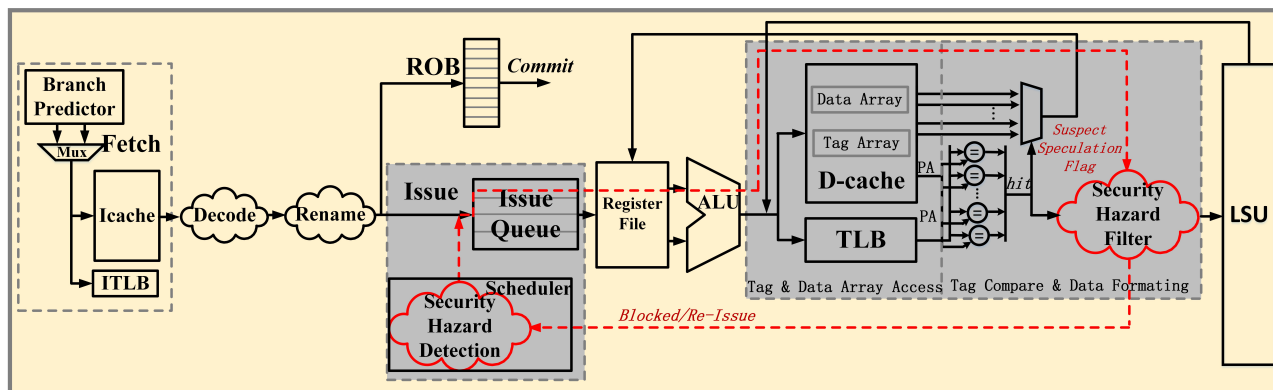 Branch
Predictor
Mux
Fetch
Icache
ITLB
Decode
Rename
ROB
Commit
Issue
Issue
Queue
Scheduler
Security
Hazard
Detection
Register
File
ALU
Data Array
Tag Array
D-cache
TLB
PA
PA
=
=
=
=
hit
Suspect
Speculation
Flag
Security
Hazard
Filter
LSU
Tag & Data Array Access
Tag Compare & Data Formating
Blocked/Re-Issue